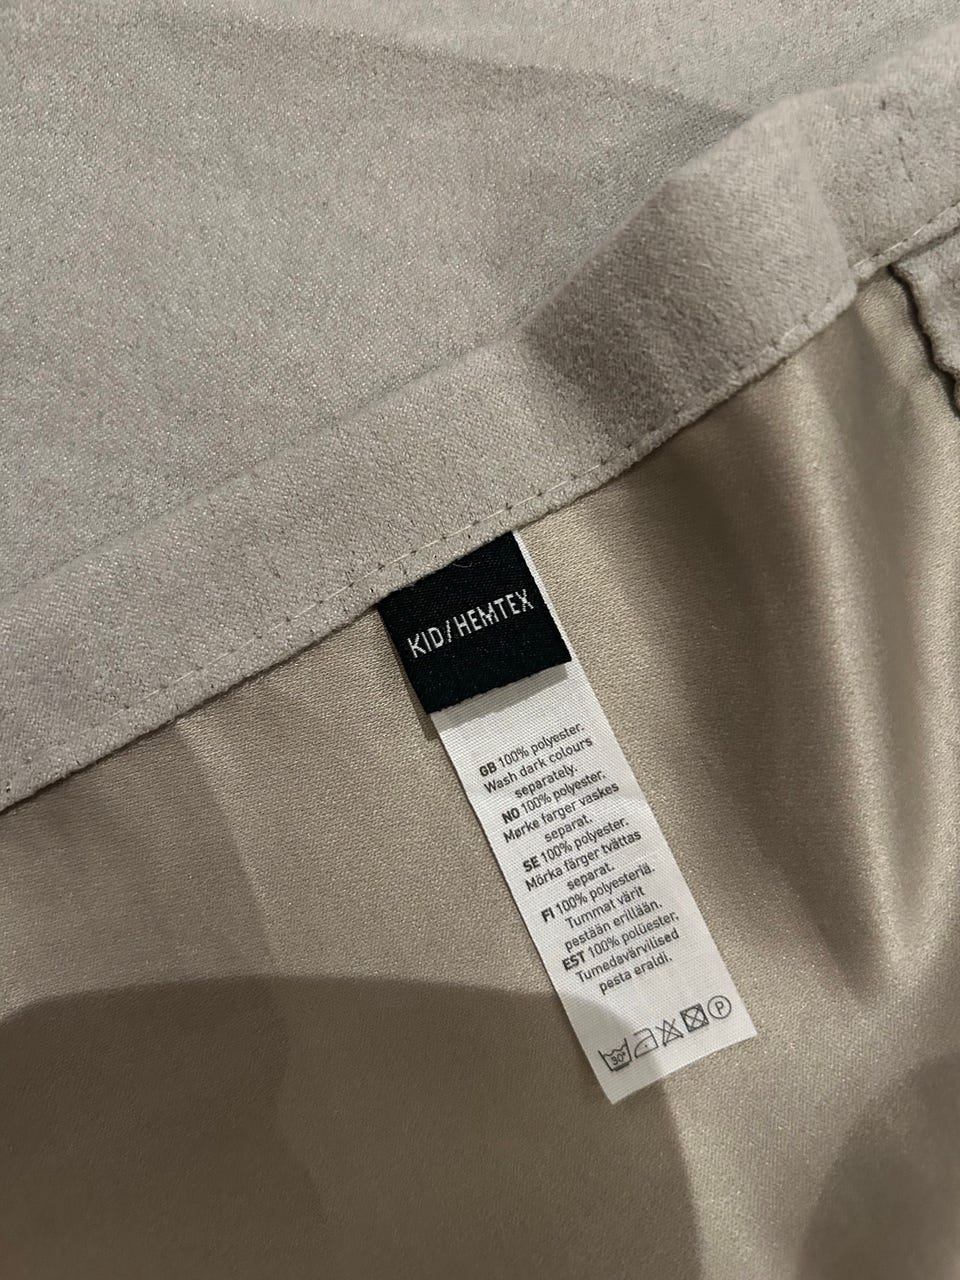 KID/HEMTEX
GB 100% polyester.
Wash dark colours
separately.
NO 100% polyester.
Mørke farger vaskes
separat.
SE 100% polyester.
Mörka färger tvättas
separat.
FI 100% polyesteriä.
Tummat värit
pestään erillään.
EST 100% polüester.
Tumedavärvilised
pesta eraldi.
30° P